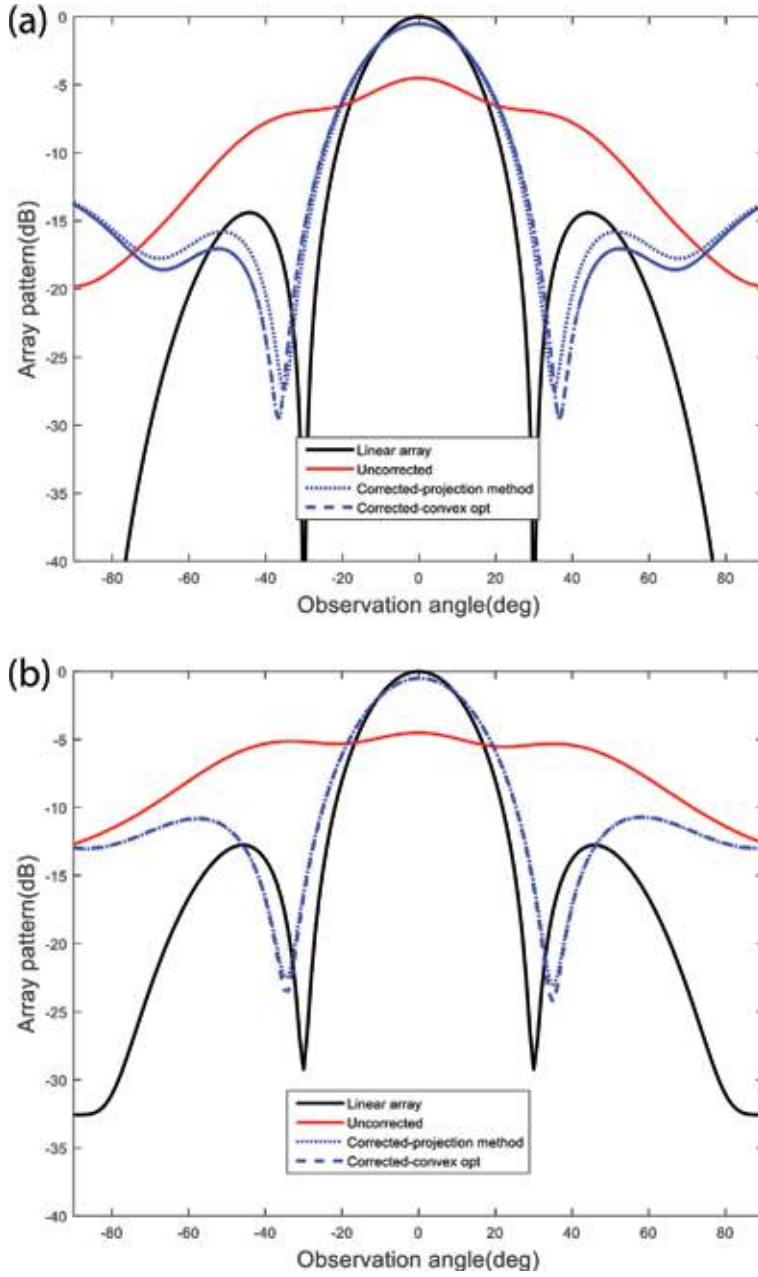 (a)
0
-5
-10
-15
-20
-25
-30
-35
-40
Array pattern(dB)
Linear array
Uncorrected
Corrected-projection method
Corrected-convex opt
-80 -60 -40 -20 0 20 40 60 80
Observation angle(deg)
(b)
0
-5
-10
-15
-20
-25
-30
-35
-40
Array pattern(dB)
Linear array
Uncorrected
Corrected-projection method
Corrected-convex opt
-80 -60 -40 -20 0 20 40 60 80
Observation angle(deg)